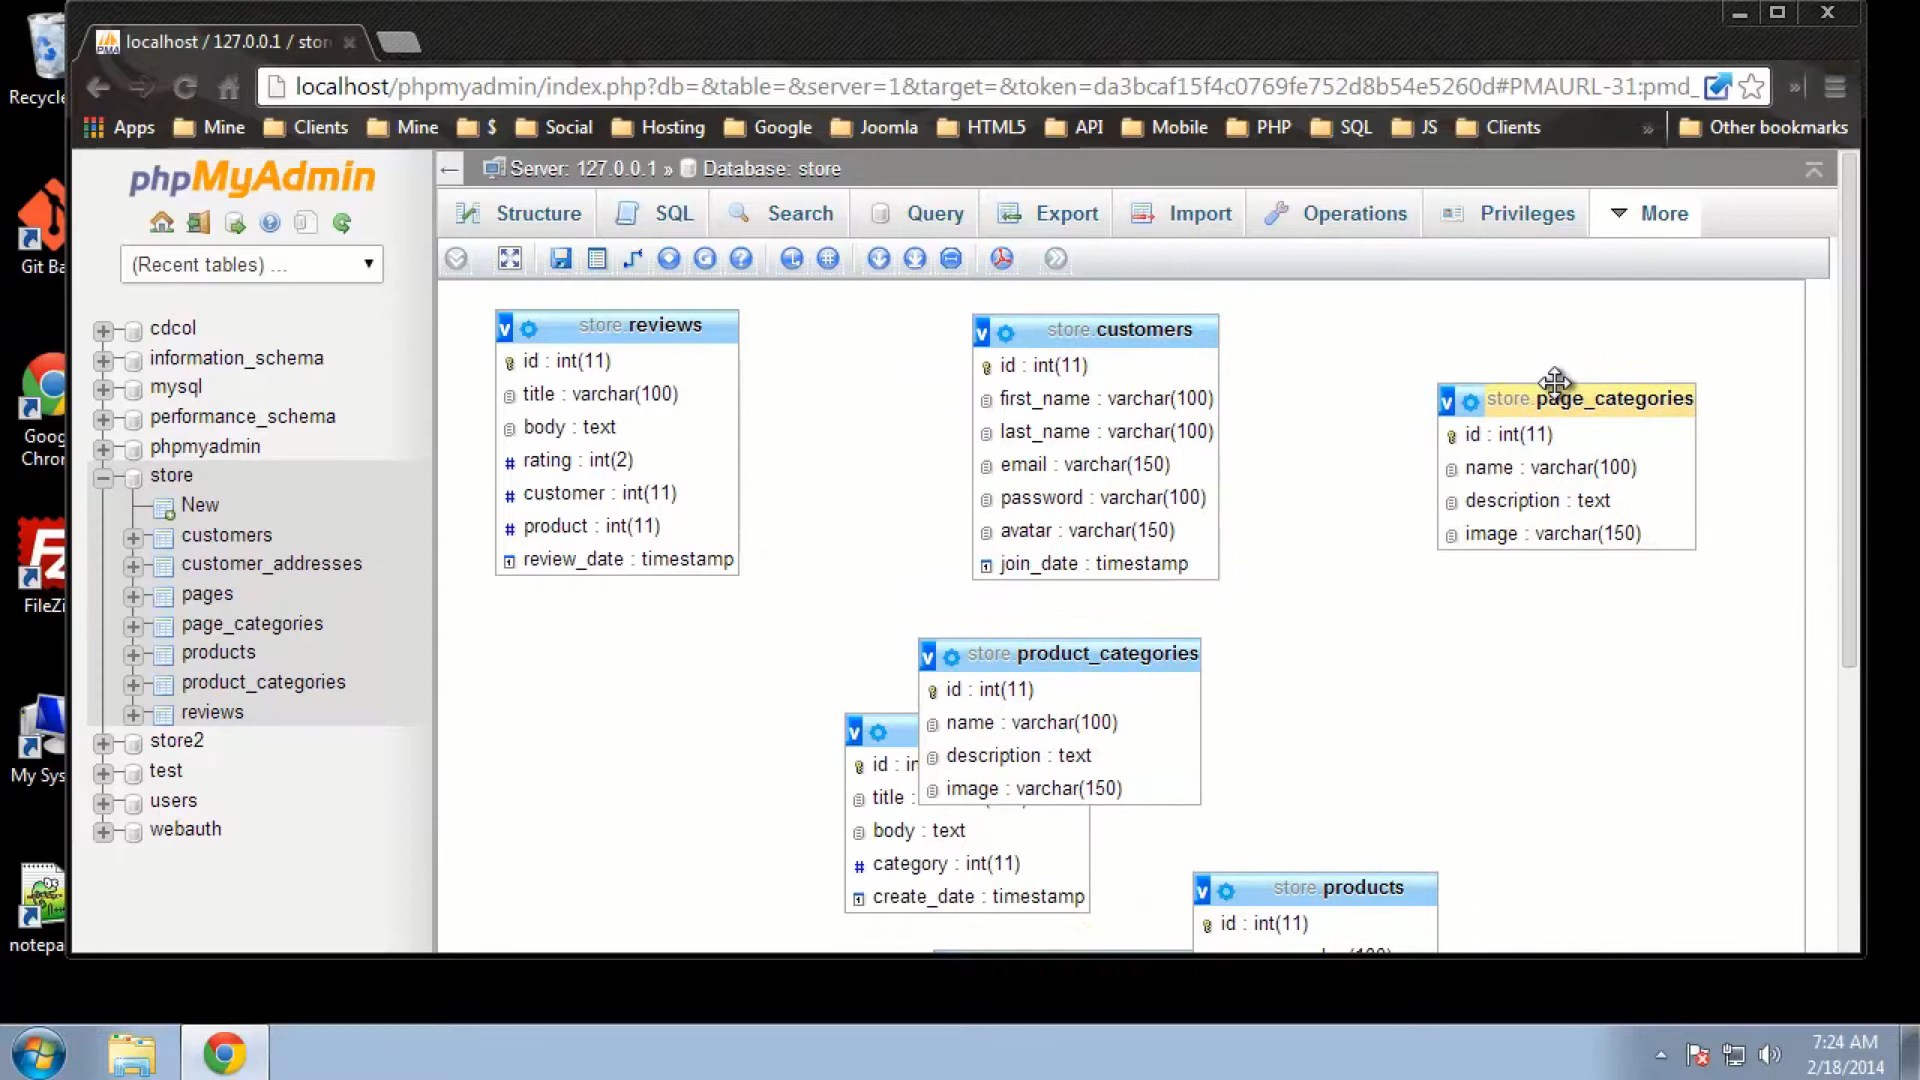 Recycle
localhost / 127.0.0.1 / stor
localhost/phpmyadmin/index.php?db=&table=&server=1&target=&token=da3bcaf15f4c0769fe752d8b54e5260d#PMAURL-31:pmd_
Apps Mine Clients Mine $ Social Hosting Google Joomla HTML5 API Mobile PHP SQL JS Clients » Other bookmarks
phpMyAdmin
(Recent tables) ...
cdcol
information_schema
mysql
performance_schema
phpmyadmin
store
New
customers
customer_addresses
pages
page_categories
products
product_categories
reviews
store2
test
users
webauth
Server: 127.0.0.1 » Database: store
Structure SQL Search Query Export Import Operations Privileges More
v store.reviews
id : int(11)
title : varchar(100)
body : text
# rating : int(2)
# customer : int(11)
# product : int(11)
review_date : timestamp
v store.customers
id : int(11)
first_name : varchar(100)
last_name : varchar(100)
email : varchar(150)
password : varchar(100)
avatar : varchar(150)
join_date : timestamp
v store.page_categories
id : int(11)
name : varchar(100)
description : text
image : varchar(150)
v store.product_categories
id : int(11)
name : varchar(100)
description : text
image : varchar(150)
v
id : in
title :
body : text
# category : int(11)
create_date : timestamp
v store.products
id : int(11)
Git Ba
Goog
Chron
FileZi
My Sys
notepa
7:24 AM
2/18/2014